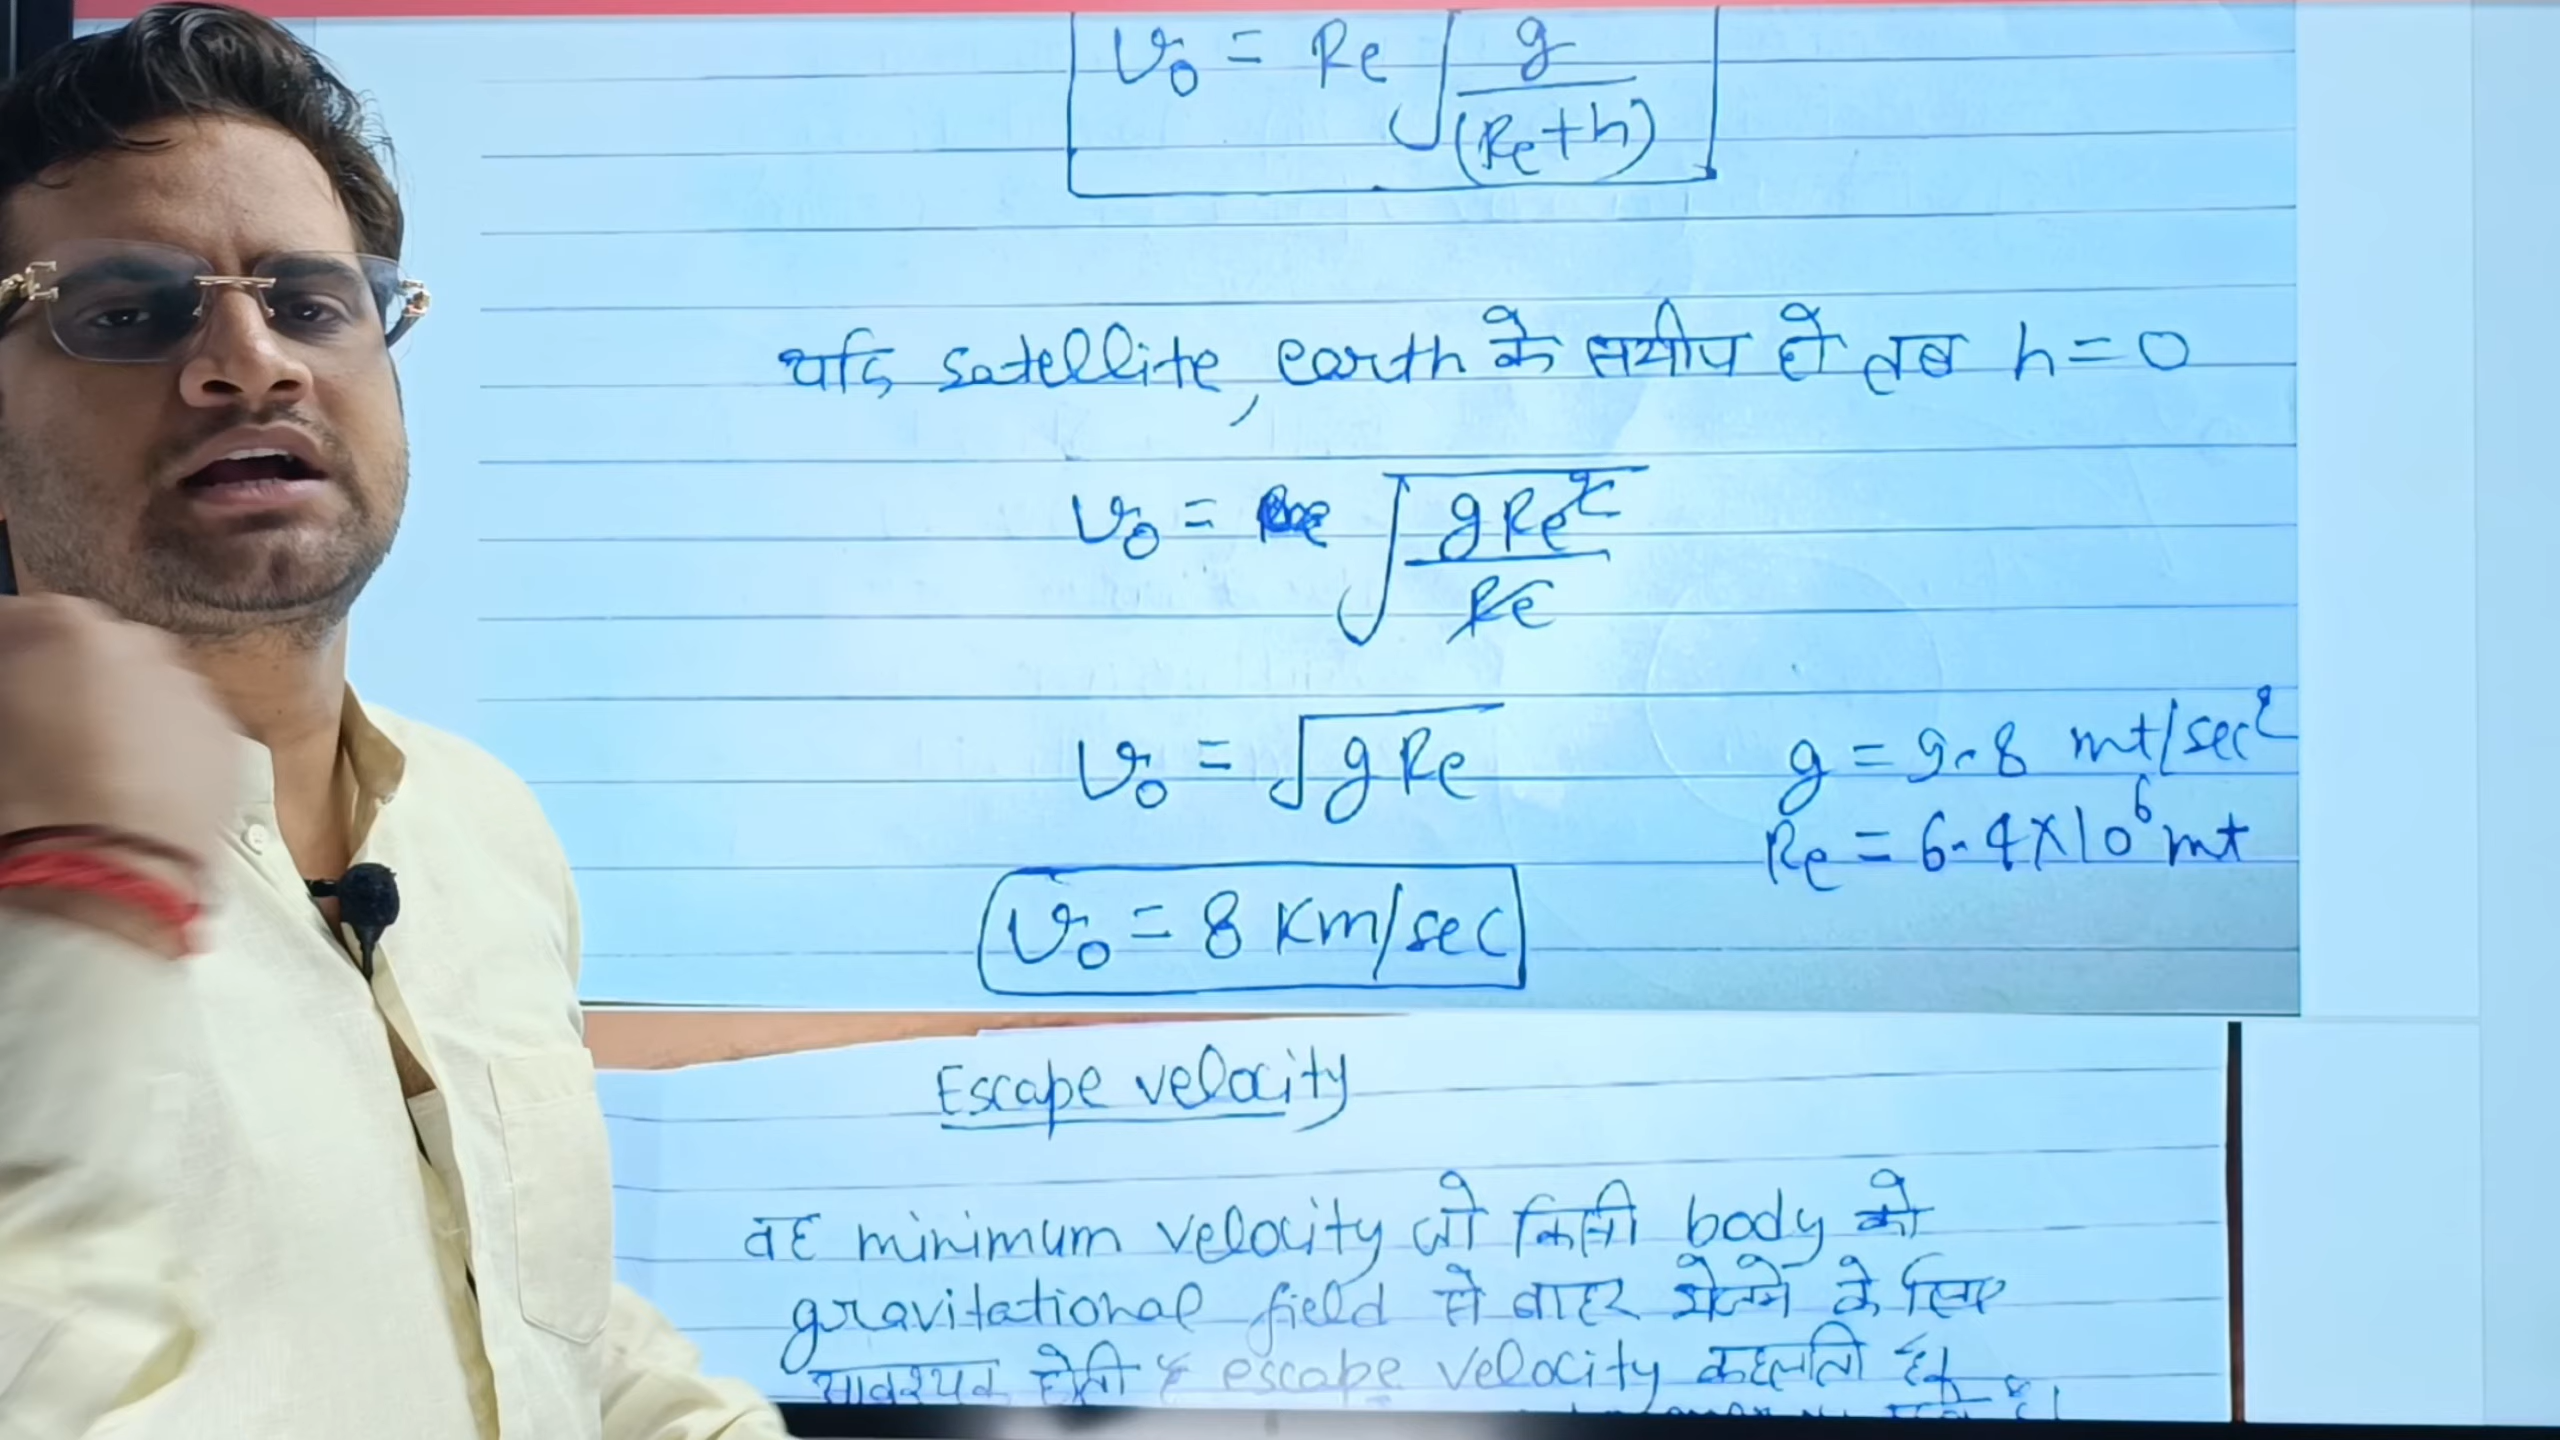 v₀ = Re √(g/(Re+h))
यदि satellite, earth के समीप हो तब h = 0
v₀ = √(gRe²/Re)
v₀ = √gRe
g = 9.8 mt/sec²
Re = 6.4×10⁶ mt
v₀ = 8 Km/sec
Escape velocity
वह minimum velocity जो किसी body को
gravitational field से बाहर भेजने के लिए
आवश्यक होती है escape velocity कहलाती है